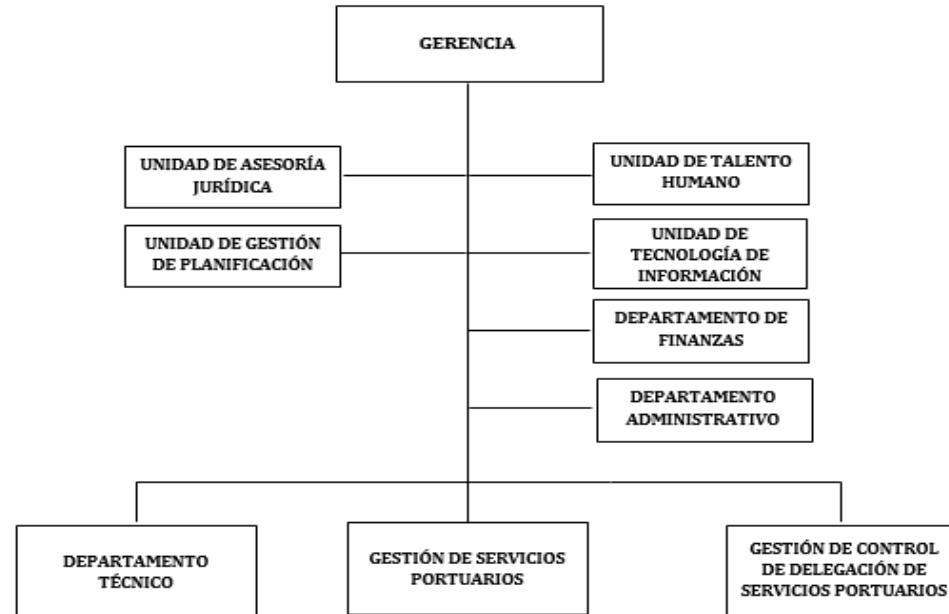 GERENCIA
UNIDAD DE ASESORÍA
JURÍDICA
UNIDAD DE TALENTO
HUMANO
UNIDAD DE GESTIÓN
DE PLANIFICACIÓN
UNIDAD DE
TECNOLOGÍA DE
INFORMACIÓN
DEPARTAMENTO DE
FINANZAS
DEPARTAMENTO
ADMINISTRATIVO
DEPARTAMENTO
TÉCNICO
GESTIÓN DE SERVICIOS
PORTUARIOS
GESTIÓN DE CONTROL
DE DELEGACIÓN DE
SERVICIOS PORTUARIOS